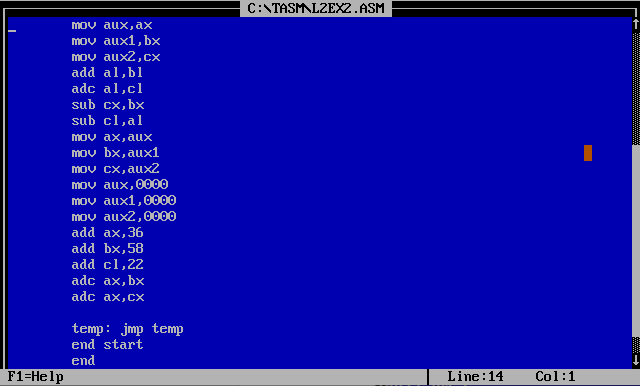 C:\TASM\L2EX2.ASM
mov aux,ax
mov aux1,bx
mov aux2,cx
add al,bl
adc al,cl
sub cx,bx
sub cl,al
mov ax,aux
mov bx,aux1
mov cx,aux2
mov aux,0000
mov aux1,0000
mov aux2,0000
add ax,36
add bx,58
add cl,22
adc ax,bx
adc ax,cx
temp: jmp temp
end start
end
F1=Help Line:14 Col:1